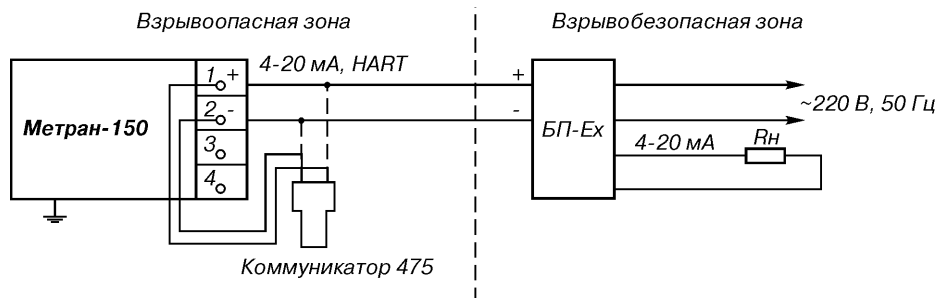 Взрывоопасная зона
Взрывобезопасная зона
4-20 мА, HART
1 +
2 -
3
4
Метран-150
+
-
БП-Ех
~220 В, 50 Гц
4-20 мА
Rн
Коммуникатор 475